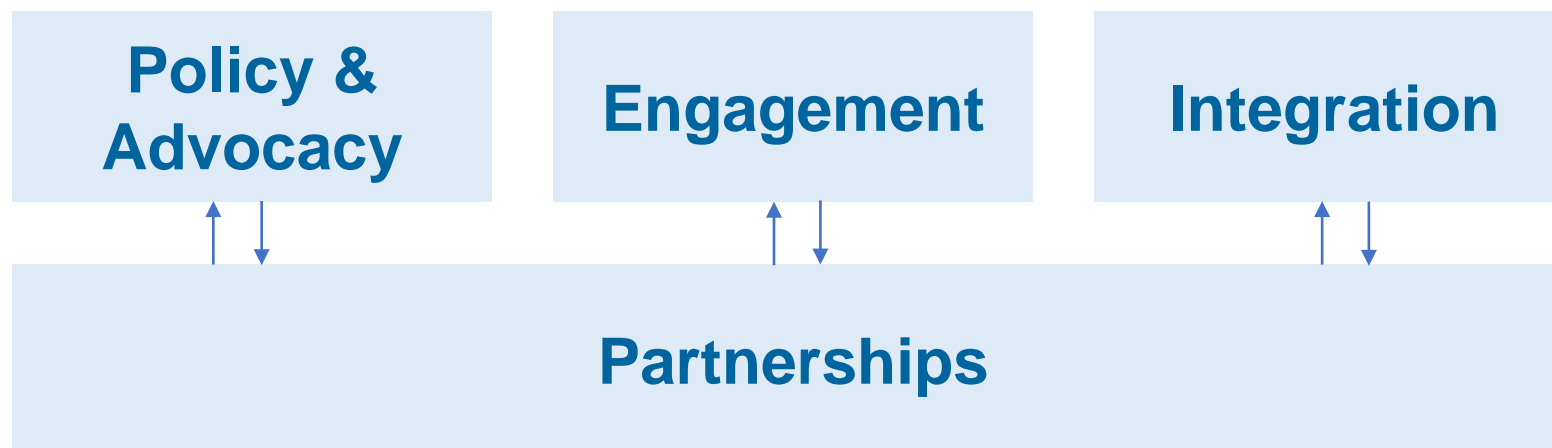 Policy &
Advocacy
Engagement
Integration
Partnerships